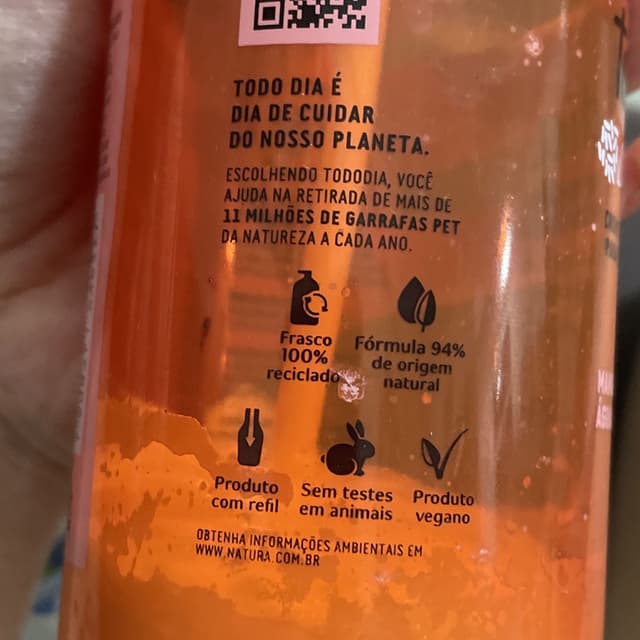 TODO DIA É
DIA DE CUIDAR
DO NOSSO PLANETA.
ESCOLHENDO TODODIA, VOCÊ
AJUDA NA RETIRADA DE MAIS DE
11 MILHÕES DE GARRAFAS PET
DA NATUREZA A CADA ANO.
Frasco
100%
reciclado
Fórmula 94%
de origem
natural
Produto
com refil
Sem testes
em animais
Produto
vegano
OBTENHA INFORMAÇÕES AMBIENTAIS EM
WWW.NATURA.COM.BR